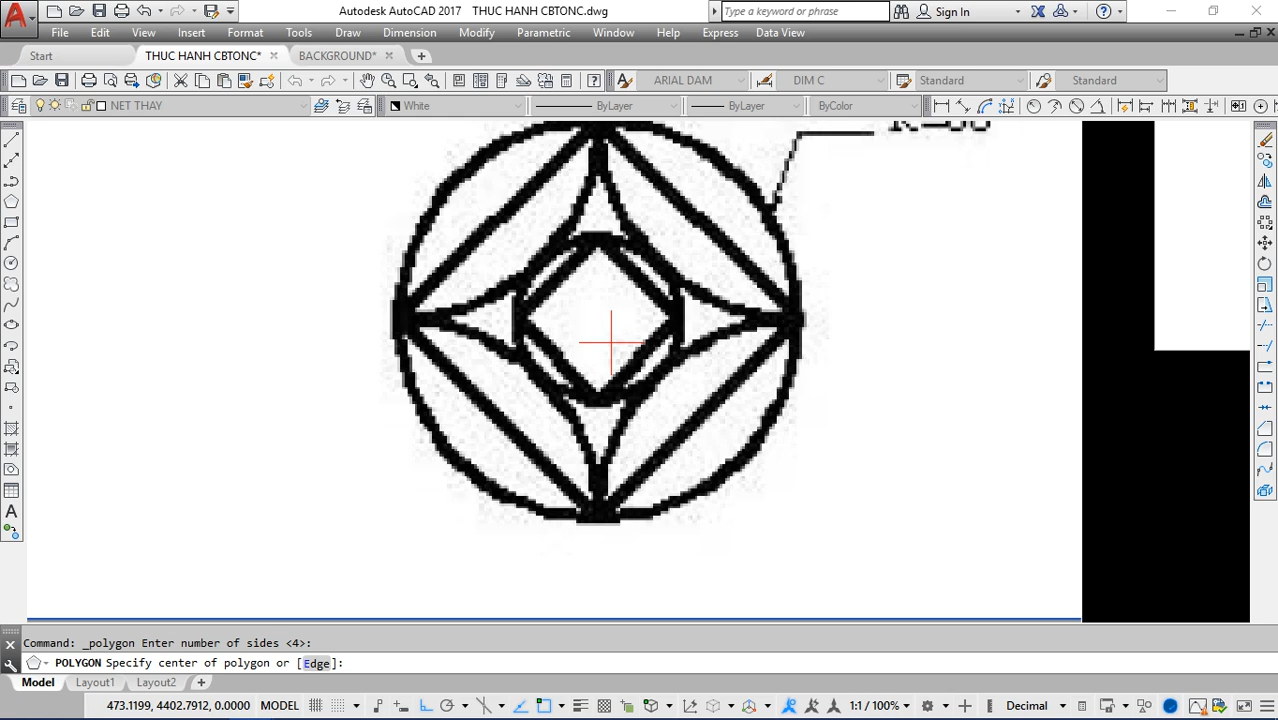 Autodesk AutoCAD 2017 THUC HANH CBTONC.dwg
Type a keyword or phrase
Sign In
File Edit View Insert Format Tools Draw Dimension Modify Parametric Window Help Express Data View
Start THUC HANH CBTONC* BACKGROUND*
ARIAL DAM DIM C Standard Standard
NET THAY White ByLayer ByLayer ByColor
Command: _polygon Enter number of sides <4>:
POLYGON Specify center of polygon or [Edge]:
Model Layout1 Layout2
473.1199, 4402.7912, 0.0000 MODEL 1:1 / 100% Decimal